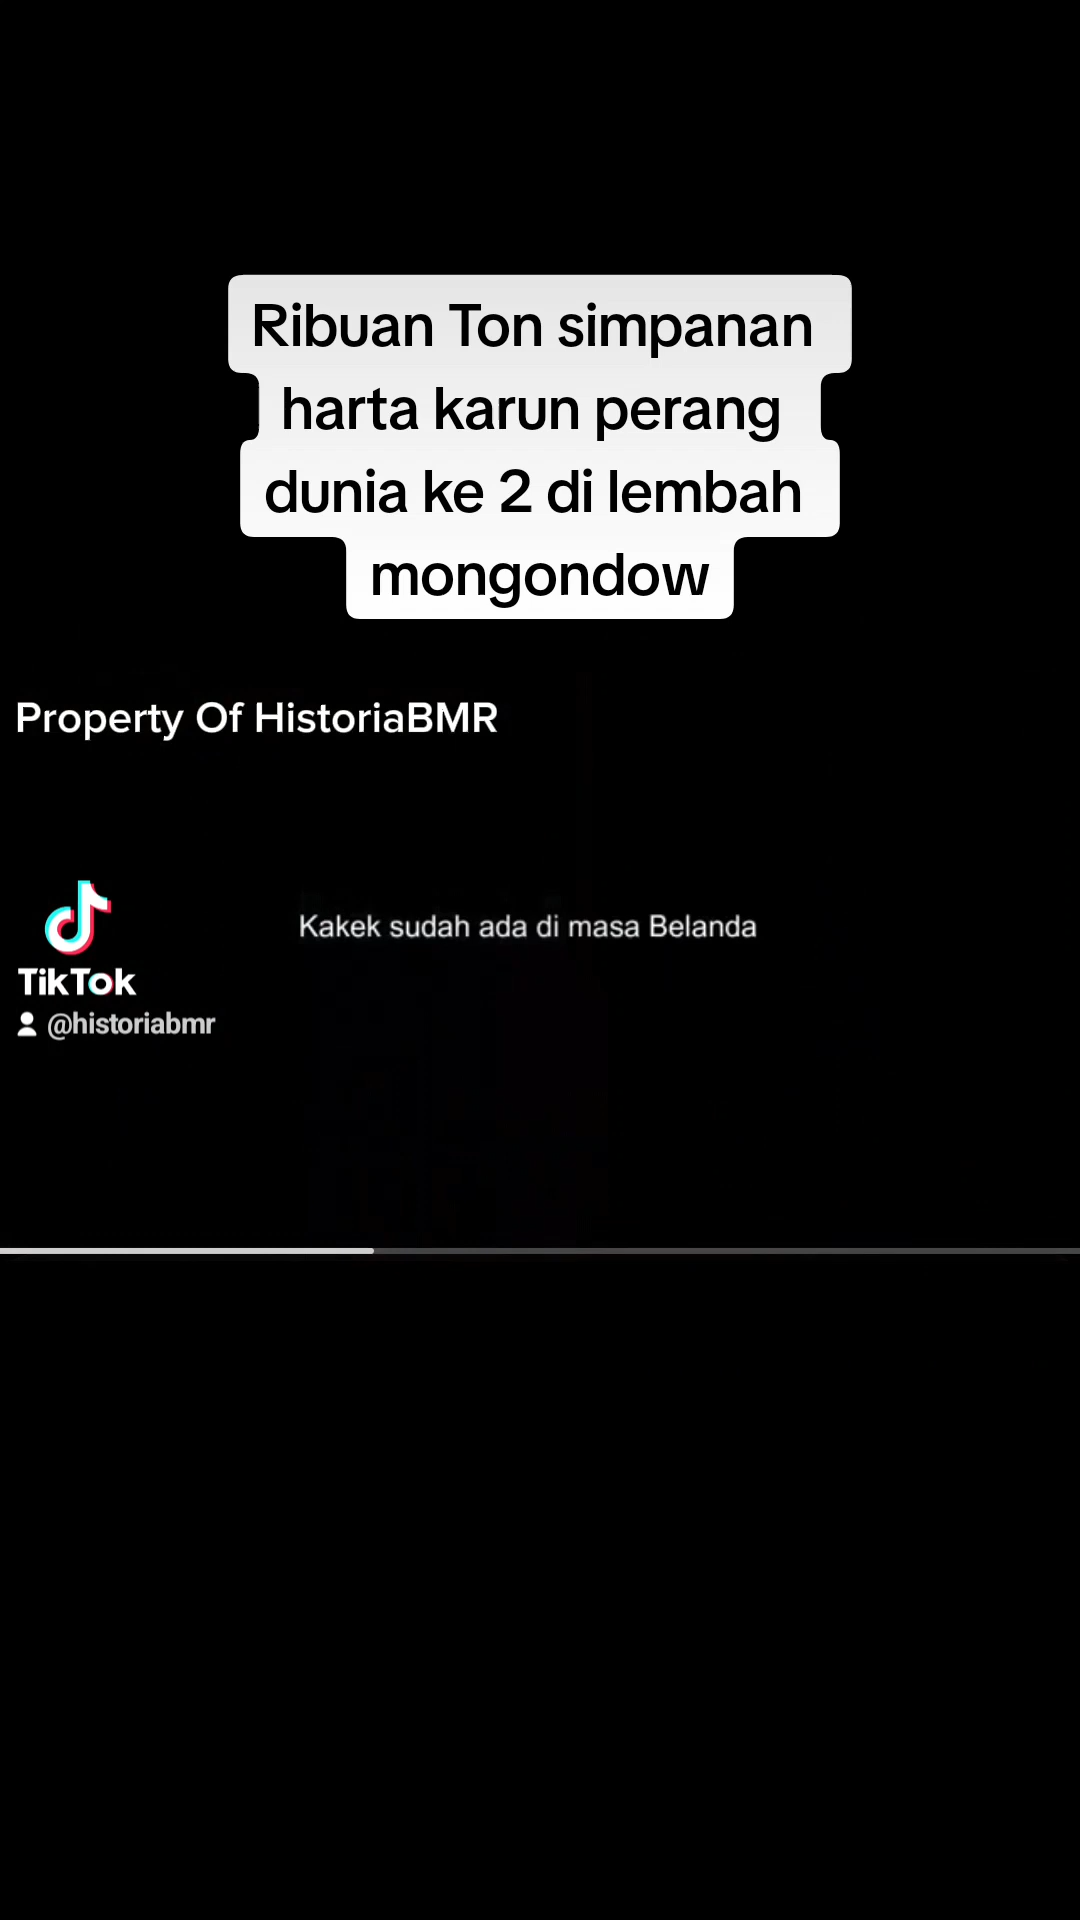 Ribuan Ton simpanan
harta karun perang
dunia ke 2 di lembah
mongondow
Property Of HistoriaBMR
Kakek sudah ada di masa Belanda
TikTok
@historiabmr